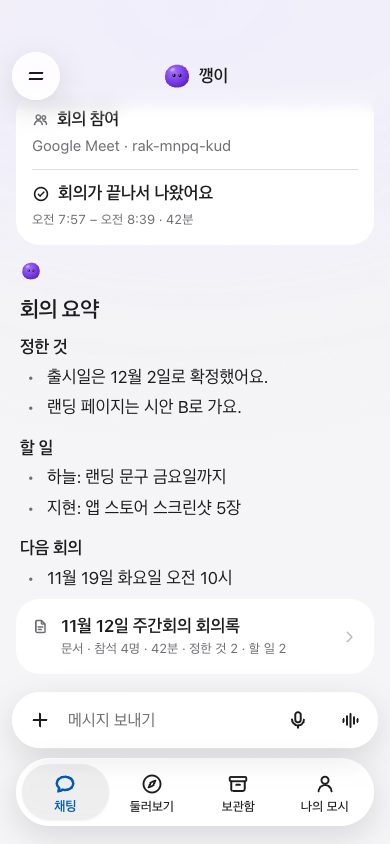 깽이
회의 참여
Google Meet · rak-mnpq-kud
회의가 끝나서 나왔어요
오전 7:57 – 오전 8:39 · 42분
회의 요약
정한 것
• 출시일은 12월 2일로 확정했어요.
• 랜딩 페이지는 시안 B로 가요.
할 일
• 하늘: 랜딩 문구 금요일까지
• 지현: 앱 스토어 스크린샷 5장
다음 회의
• 11월 19일 화요일 오전 10시
11월 12일 주간회의 회의록
문서 · 참석 4명 · 42분 · 정한 것 2 · 할 일 2
메시지 보내기
채팅 둘러보기 보관함 나의 모시